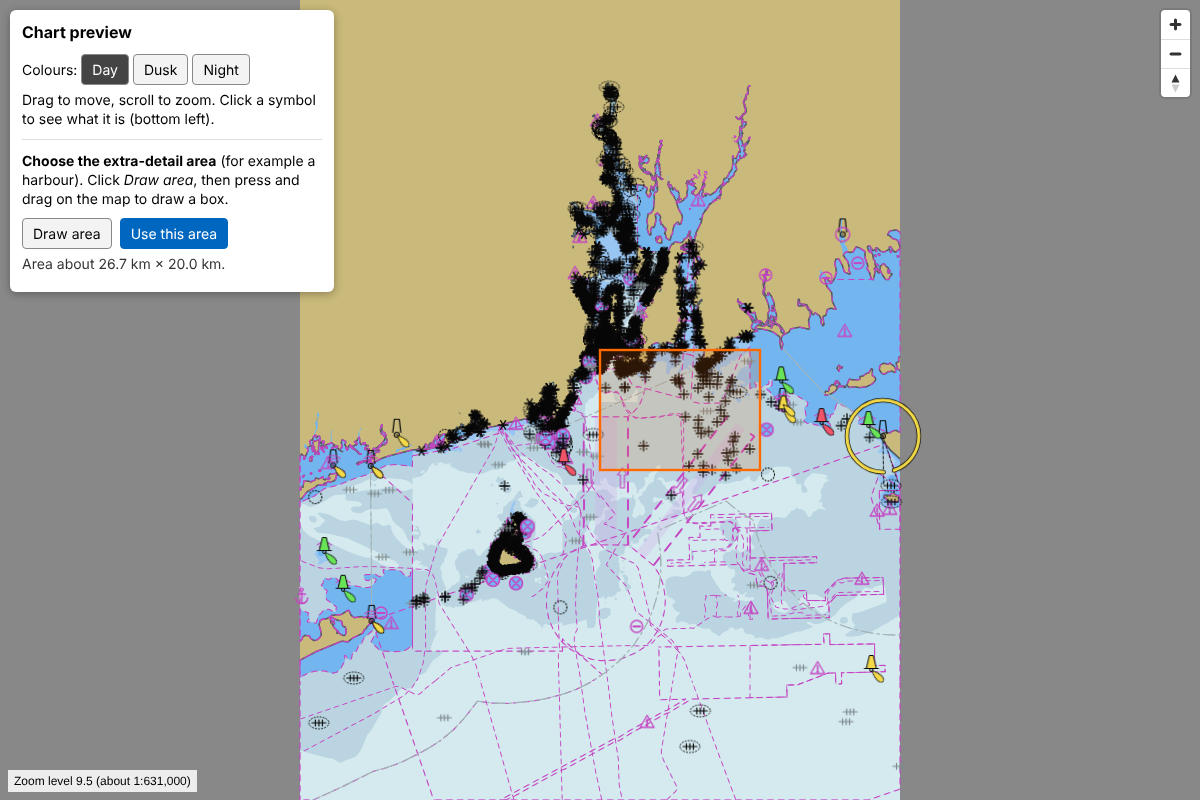 Chart preview
Colours: Day Dusk Night
Drag to move, scroll to zoom. Click a symbol
to see what it is (bottom left).
Choose the extra-detail area (for example a
harbour). Click Draw area, then press and
drag on the map to draw a box.
Draw area Use this area
Area about 26.7 km × 20.0 km.
Zoom level 9.5 (about 1:631,000)